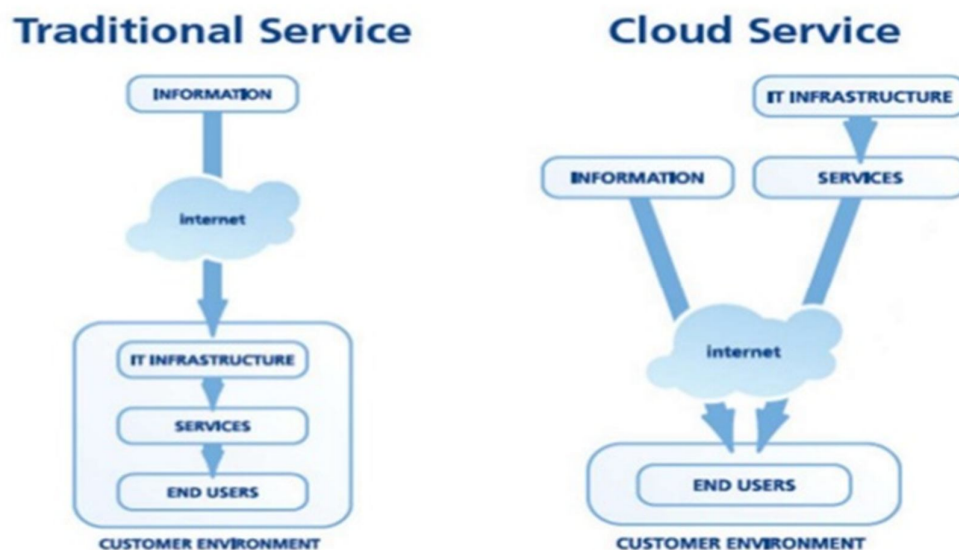 Traditional Service
INFORMATION
internet
IT INFRASTRUCTURE
SERVICES
END USERS
CUSTOMER ENVIRONMENT
Cloud Service
IT INFRASTRUCTURE
INFORMATION
SERVICES
internet
END USERS
CUSTOMER ENVIRONMENT